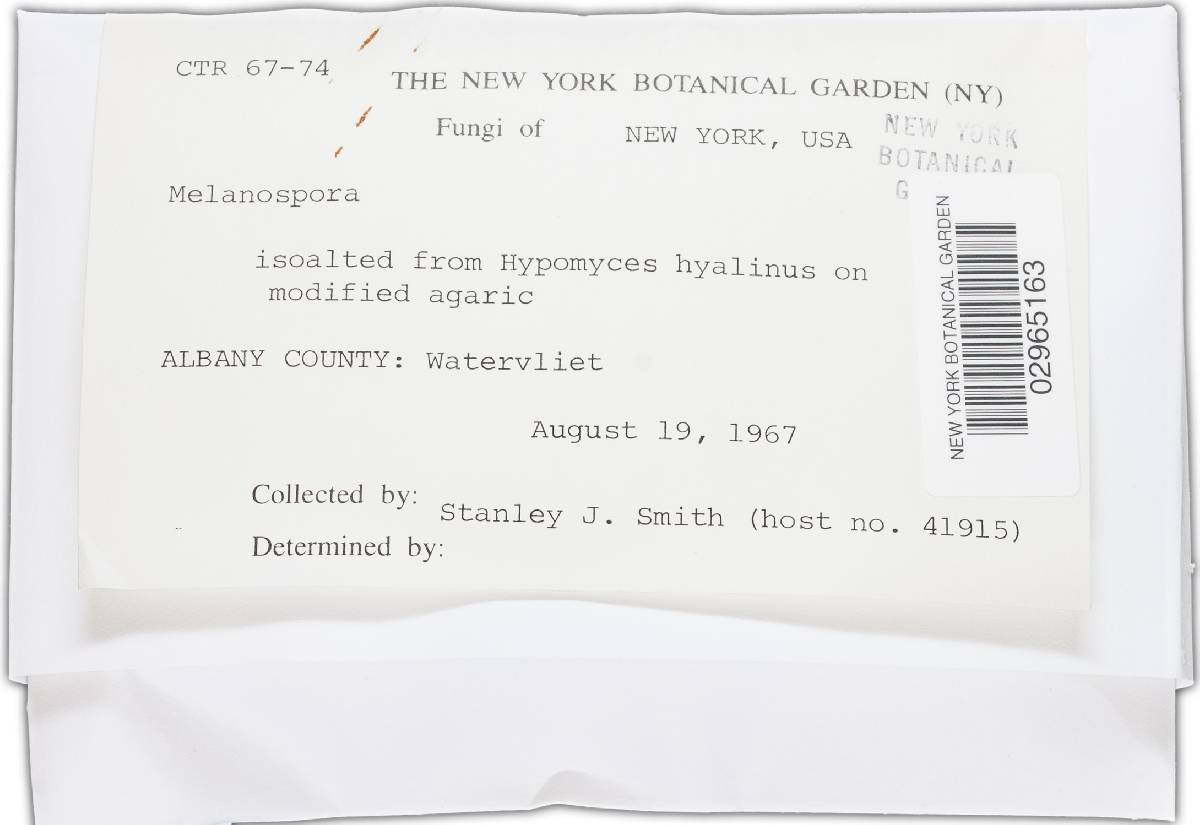 CTR 67-74
THE NEW YORK BOTANICAL GARDEN (NY)
Fungi of NEW YORK, USA
NEW YORK
BOTANICAL
G
Melanospora
isoalted from Hypomyces hyalinus on
modified agaric
ALBANY COUNTY: Watervliet
August 19, 1967
Collected by: Stanley J. Smith (host no. 41915)
Determined by:
NEW YORK BOTANICAL GARDEN
02965163